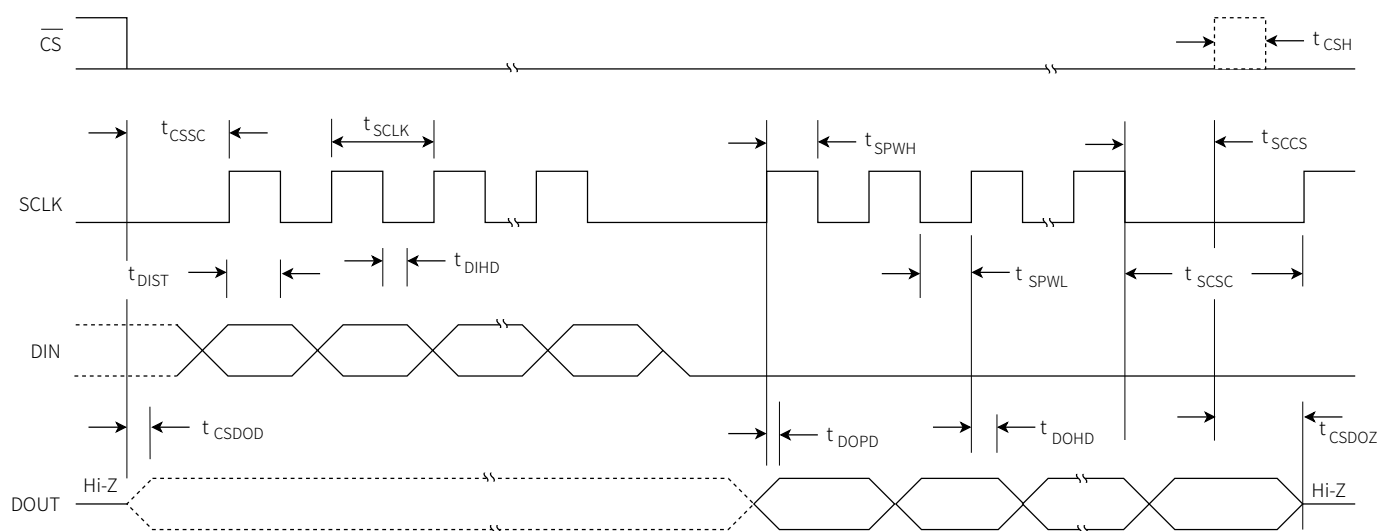 CS
t CSH
t CSSC
t SCLK
t SPWH
t SCCS
SCLK
t DIST
t DIHD
t SPWL
t SCSC
DIN
t CSDOD
t DOPD
t DOHD
t CSDOZ
DOUT
Hi-Z
Hi-Z